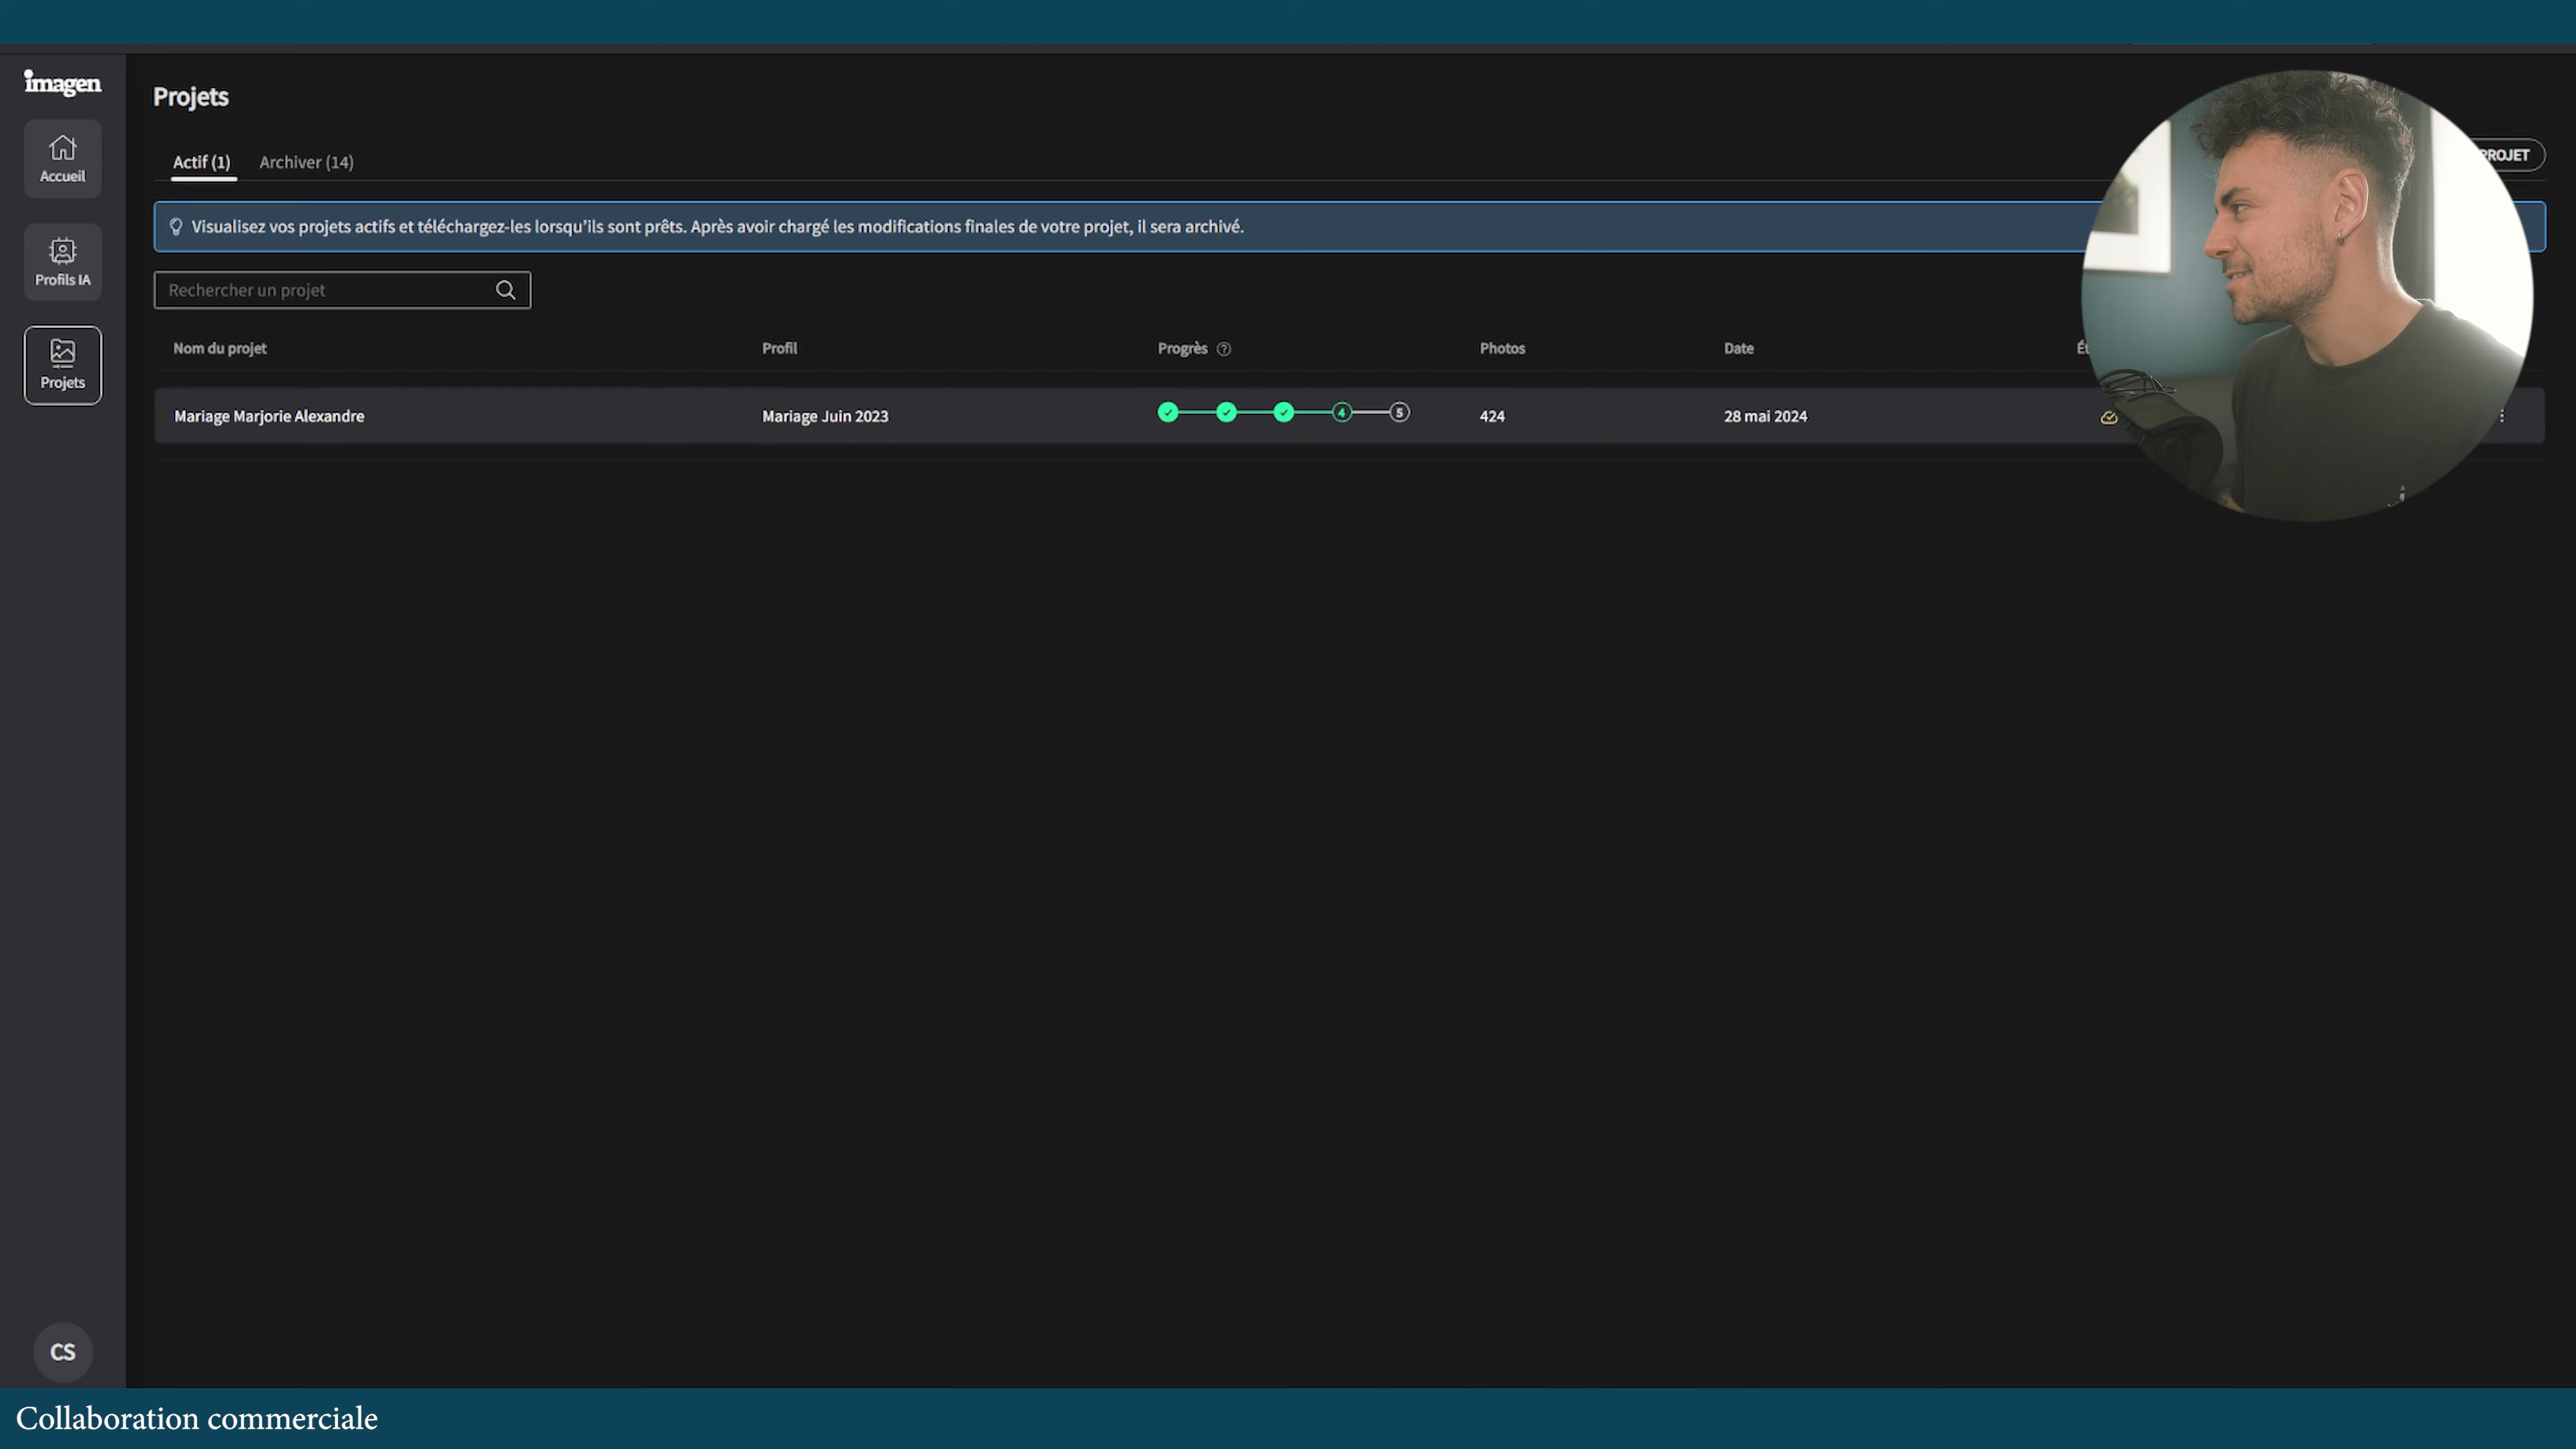 imagen
Projets
Accueil
Actif (1) Archiver (14)
PROJET
Visualisez vos projets actifs et téléchargez-les lorsqu'ils sont prêts. Après avoir chargé les modifications finales de votre projet, il sera archivé.
Profils IA
Rechercher un projet
Nom du projet Profil Progrès ? Photos Date
Projets
Mariage Marjorie Alexandre Mariage Juin 2023 4 5 424 28 mai 2024
CS
Collaboration commerciale